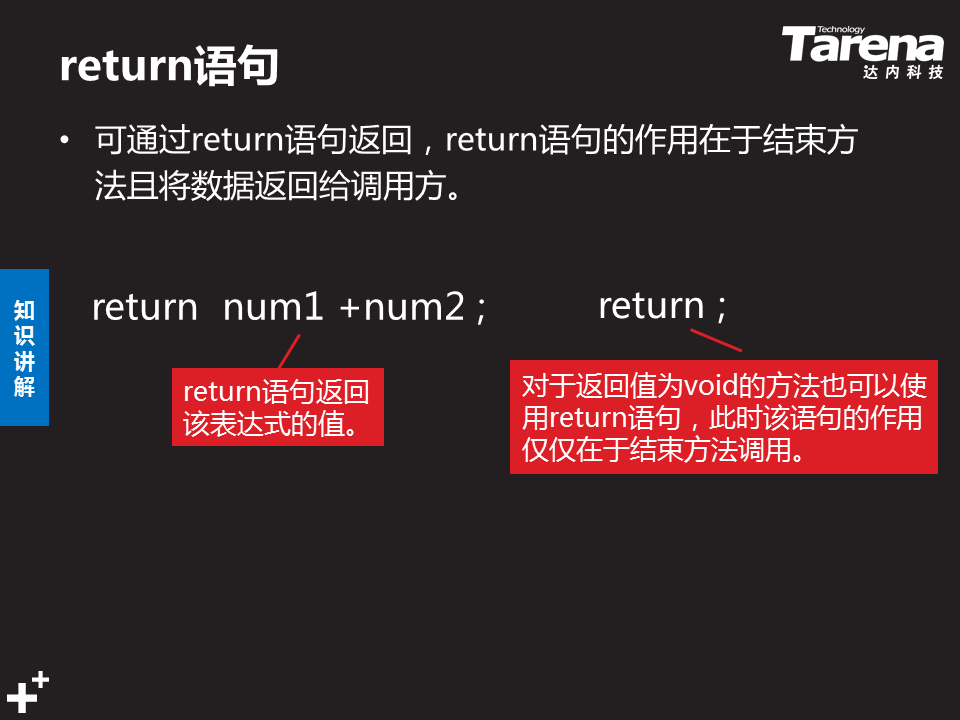 return语句
Technology
Tarena
达内科技
• 可通过return语句返回，return语句的作用在于结束方
法且将数据返回给调用方。
知
识
讲
解
return num1 +num2 ;
return ;
return语句返回
该表达式的值。
对于返回值为void的方法也可以使
用return语句，此时该语句的作用
仅仅在于结束方法调用。